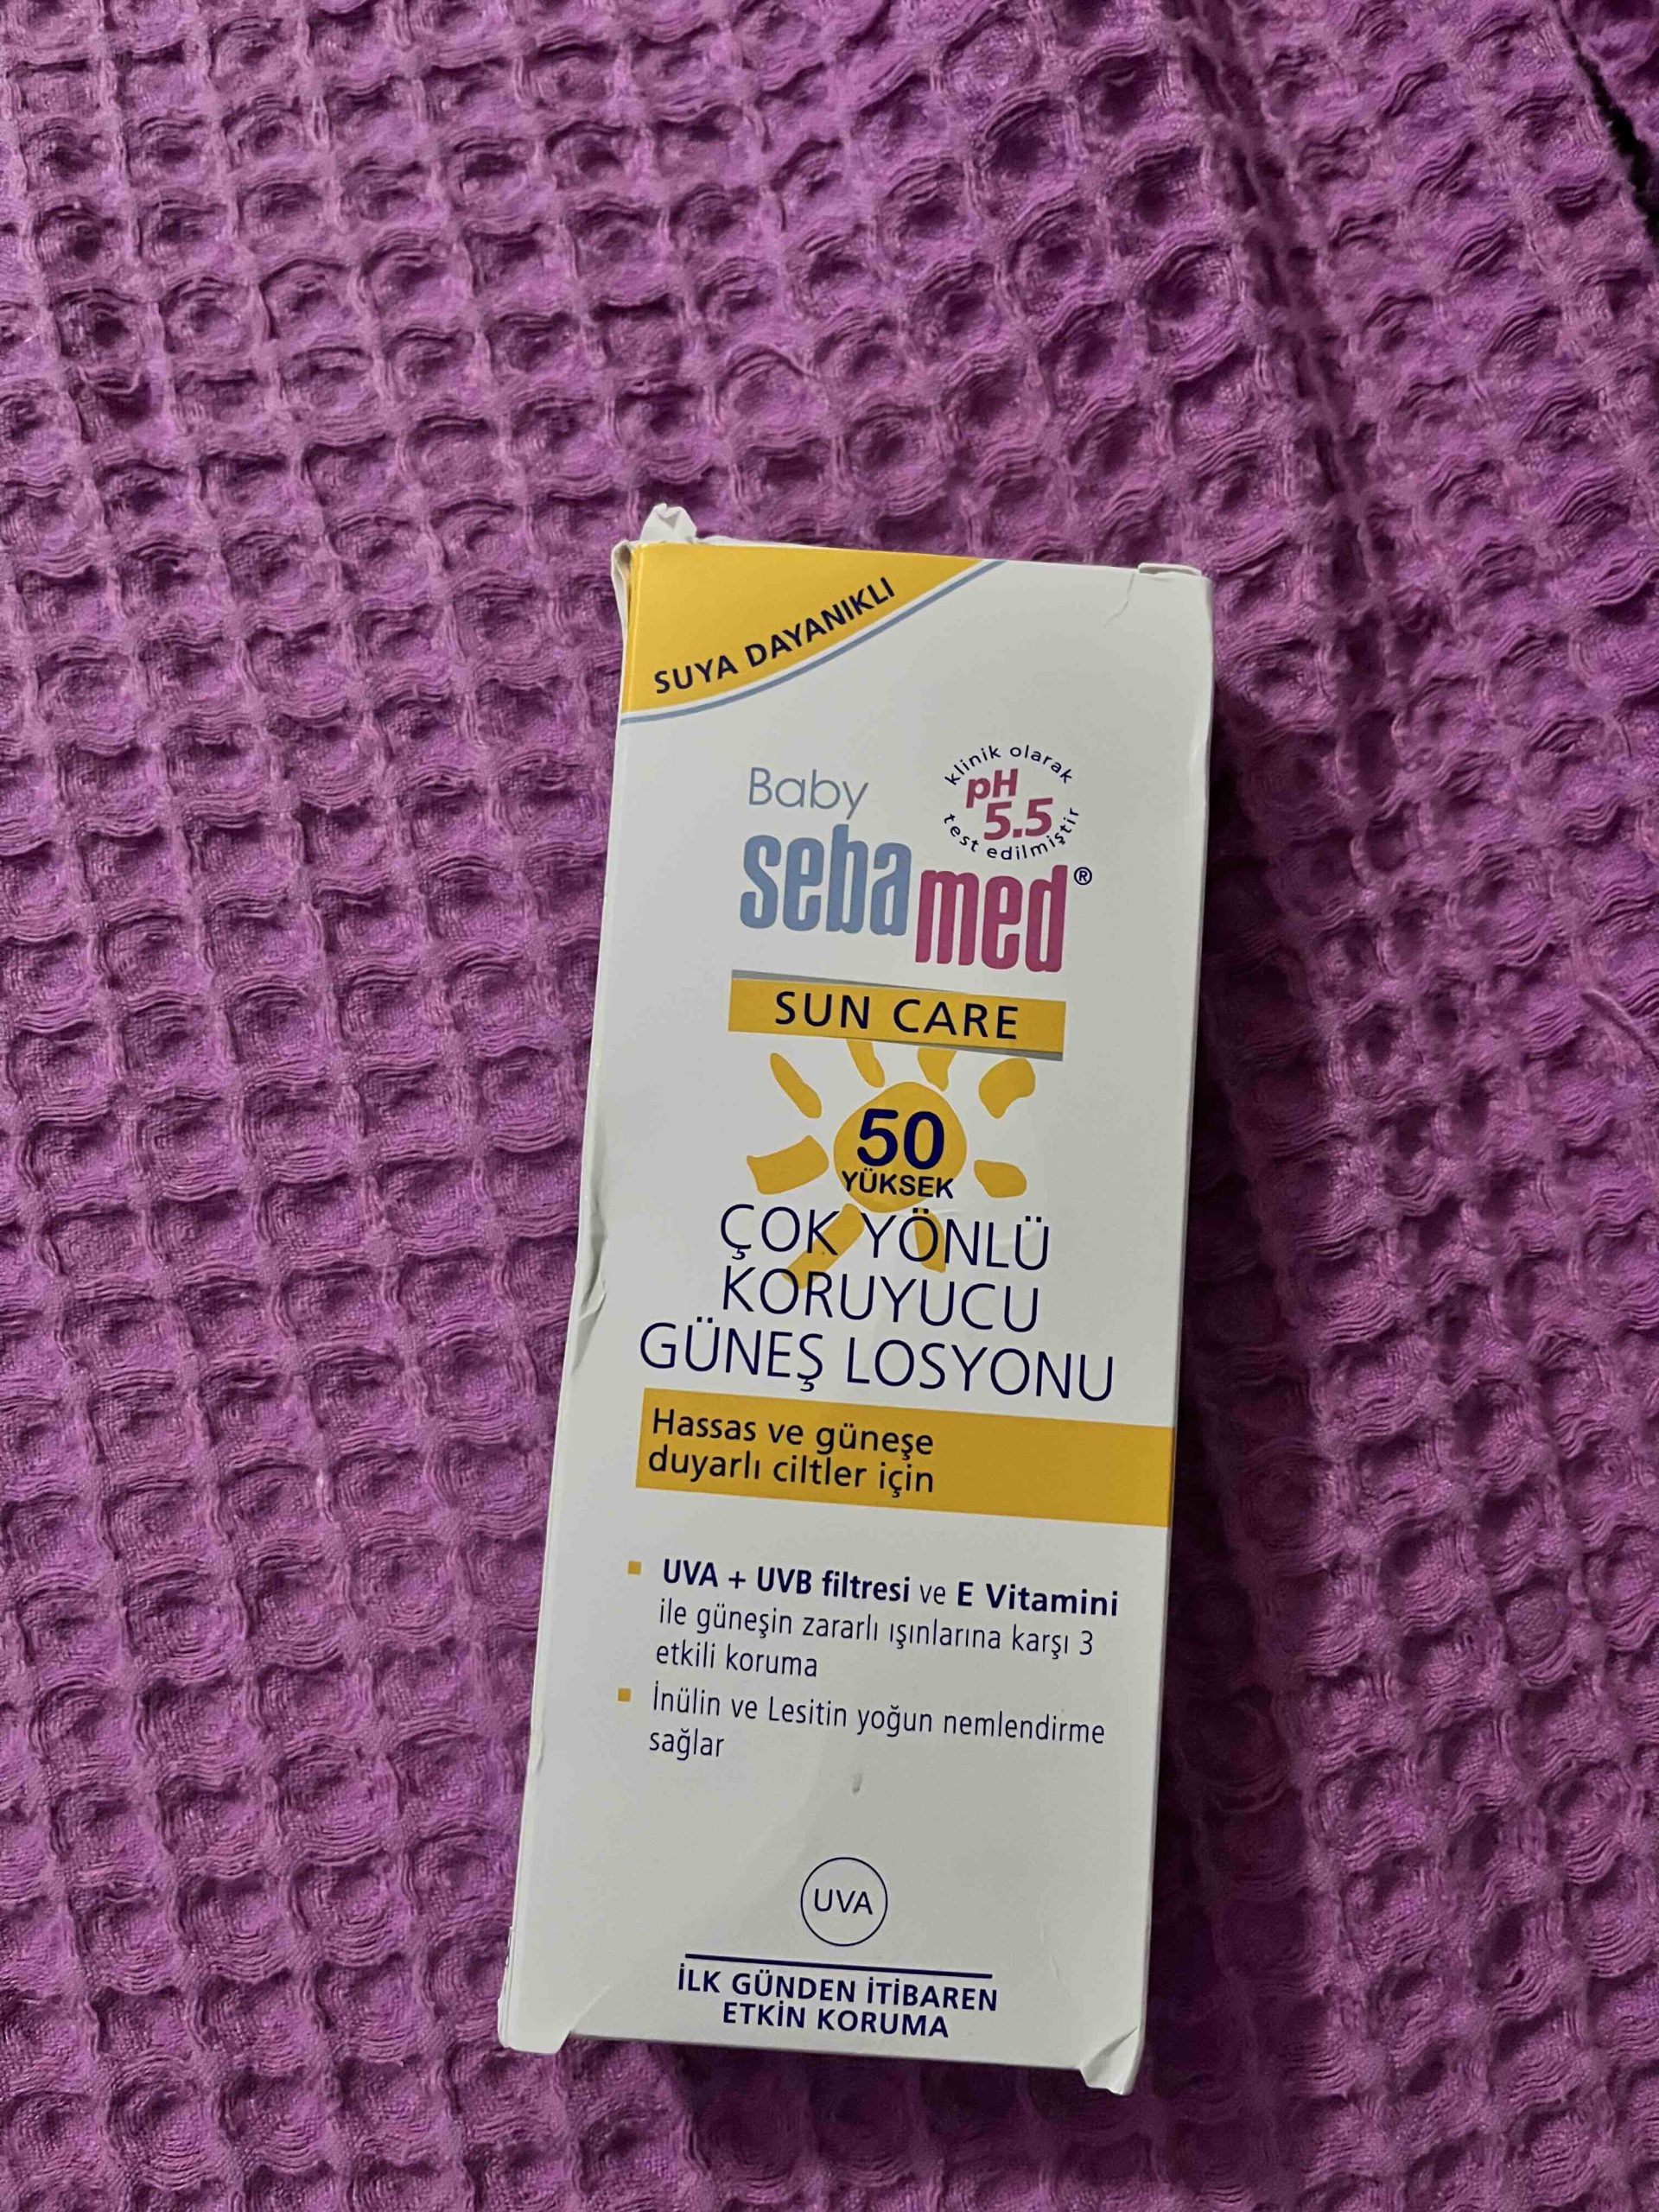 SUYA DAYANIKLI
Baby
klinik olarak
pH
5.5
test edilmiştir
sebamed®
SUN CARE
50
YÜKSEK
ÇOK YÖNLÜ
KORUYUCU
GÜNEŞ LOSYONU
Hassas ve güneşe
duyarlı ciltler için
▪ UVA + UVB filtresi ve E Vitamini
ile güneşin zararlı ışınlarına karşı 3
etkili koruma
▪ İnülin ve Lesitin yoğun nemlendirme
sağlar
UVA
İLK GÜNDEN İTİBAREN
ETKİN KORUMA